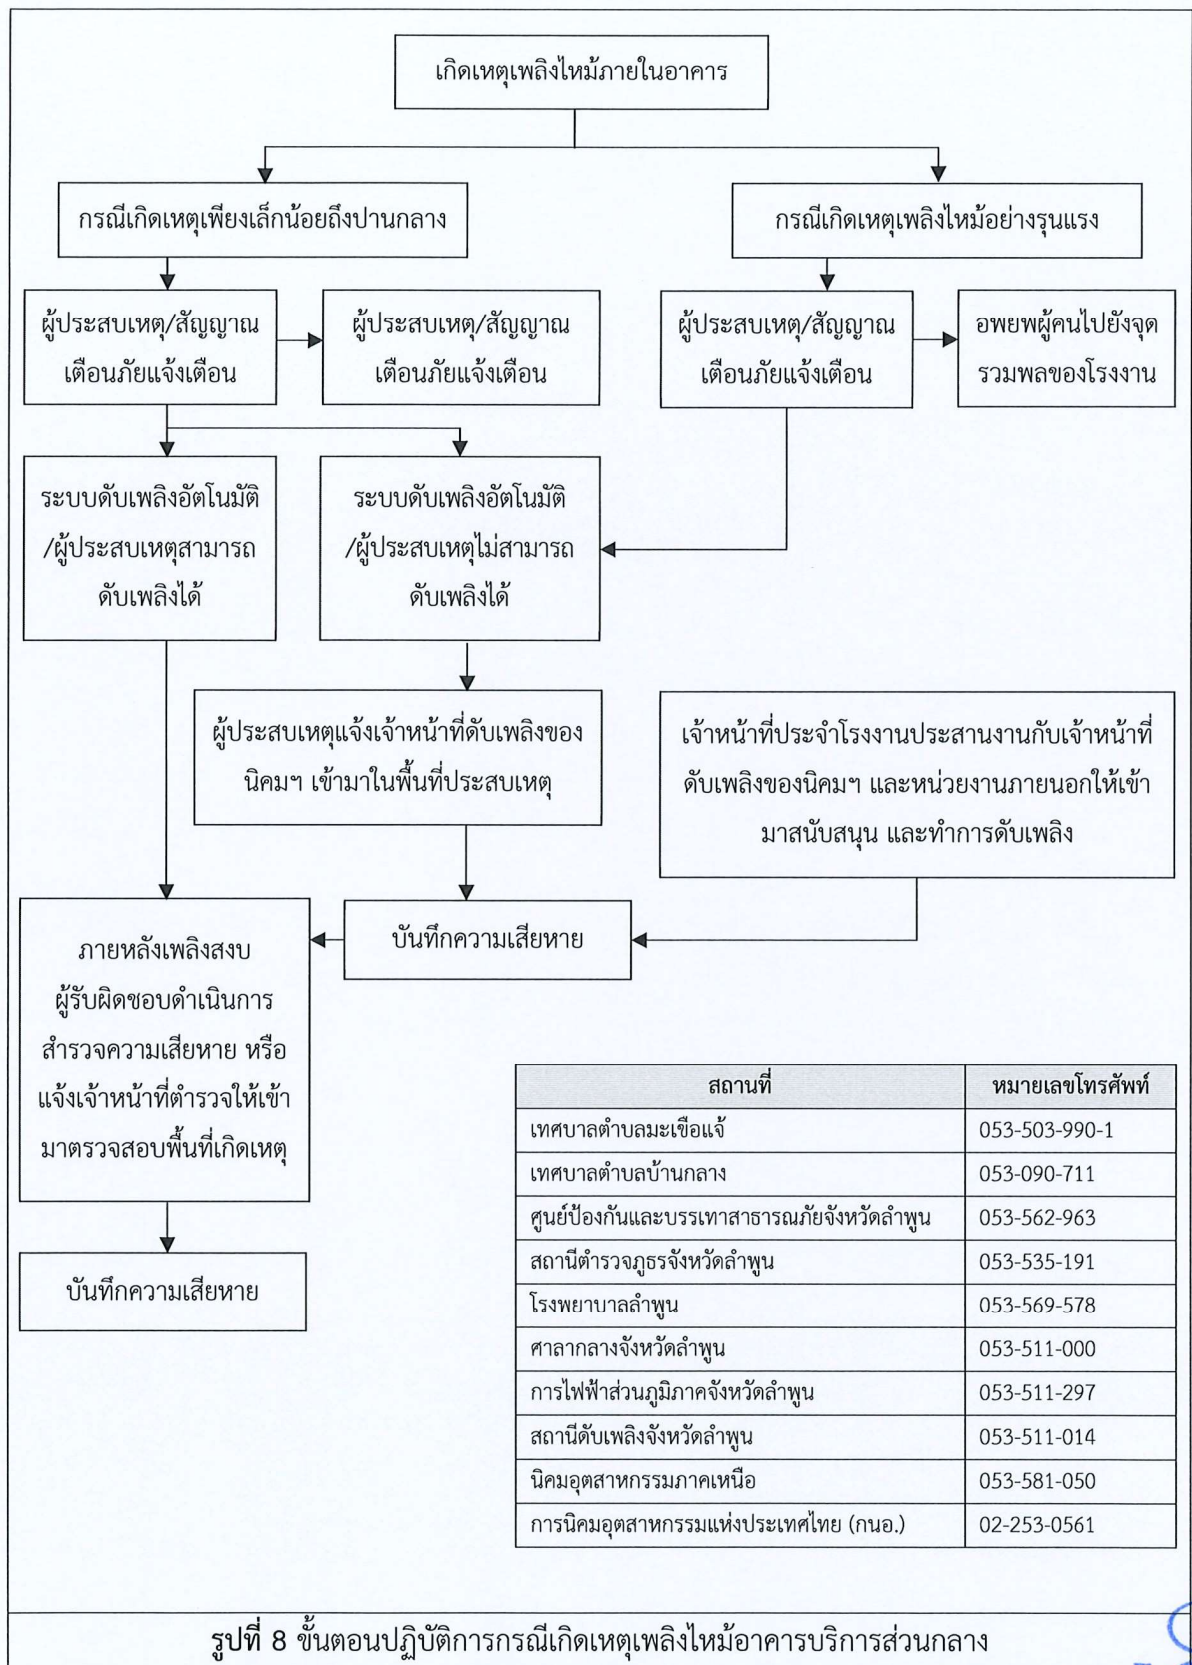 เกิดเหตุเพลิงไหม้ภายในอาคาร
กรณีเกิดเหตุเพียงเล็กน้อยถึงปานกลาง
กรณีเกิดเหตุเพลิงไหม้อย่างรุนแรง
ผู้ประสบเหตุ/สัญญาณ
เตือนภัยแจ้งเตือน
ผู้ประสบเหตุ/สัญญาณ
เตือนภัยแจ้งเตือน
ผู้ประสบเหตุ/สัญญาณ
เตือนภัยแจ้งเตือน
อพยพผู้คนไปยังจุด
รวมพลของโรงงาน
ระบบดับเพลิงอัตโนมัติ
/ผู้ประสบเหตุสามารถ
ดับเพลิงได้
ระบบดับเพลิงอัตโนมัติ
/ผู้ประสบเหตุไม่สามารถ
ดับเพลิงได้
ผู้ประสบเหตุแจ้งเจ้าหน้าที่ดับเพลิงของ
นิคมฯ เข้ามาในพื้นที่ประสบเหตุ
เจ้าหน้าที่ประจำโรงงานประสานงานกับเจ้าหน้าที่
ดับเพลิงของนิคมฯ และหน่วยงานภายนอกให้เข้า
มาสนับสนุน และทำการดับเพลิง
ภายหลังเพลิงสงบ
ผู้รับผิดชอบดำเนินการ
สำรวจความเสียหาย หรือ
แจ้งเจ้าหน้าที่ตำรวจให้เข้า
มาตรวจสอบพื้นที่เกิดเหตุ
บันทึกความเสียหาย
บันทึกความเสียหาย
สถานที่ หมายเลขโทรศัพท์
เทศบาลตำบลมะเขือแจ้ 053-503-990-1
เทศบาลตำบลบ้านกลาง 053-090-711
ศูนย์ป้องกันและบรรเทาสาธารณภัยจังหวัดลำพูน 053-562-963
สถานีตำรวจภูธรจังหวัดลำพูน 053-535-191
โรงพยาบาลลำพูน 053-569-578
ศาลากลางจังหวัดลำพูน 053-511-000
การไฟฟ้าส่วนภูมิภาคจังหวัดลำพูน 053-511-297
สถานีดับเพลิงจังหวัดลำพูน 053-511-014
นิคมอุตสาหกรรมภาคเหนือ 053-581-050
การนิคมอุตสาหกรรมแห่งประเทศไทย (กนอ.) 02-253-0561
รูปที่ 8 ขั้นตอนปฏิบัติการกรณีเกิดเหตุเพลิงไหม้อาคารบริการส่วนกลาง